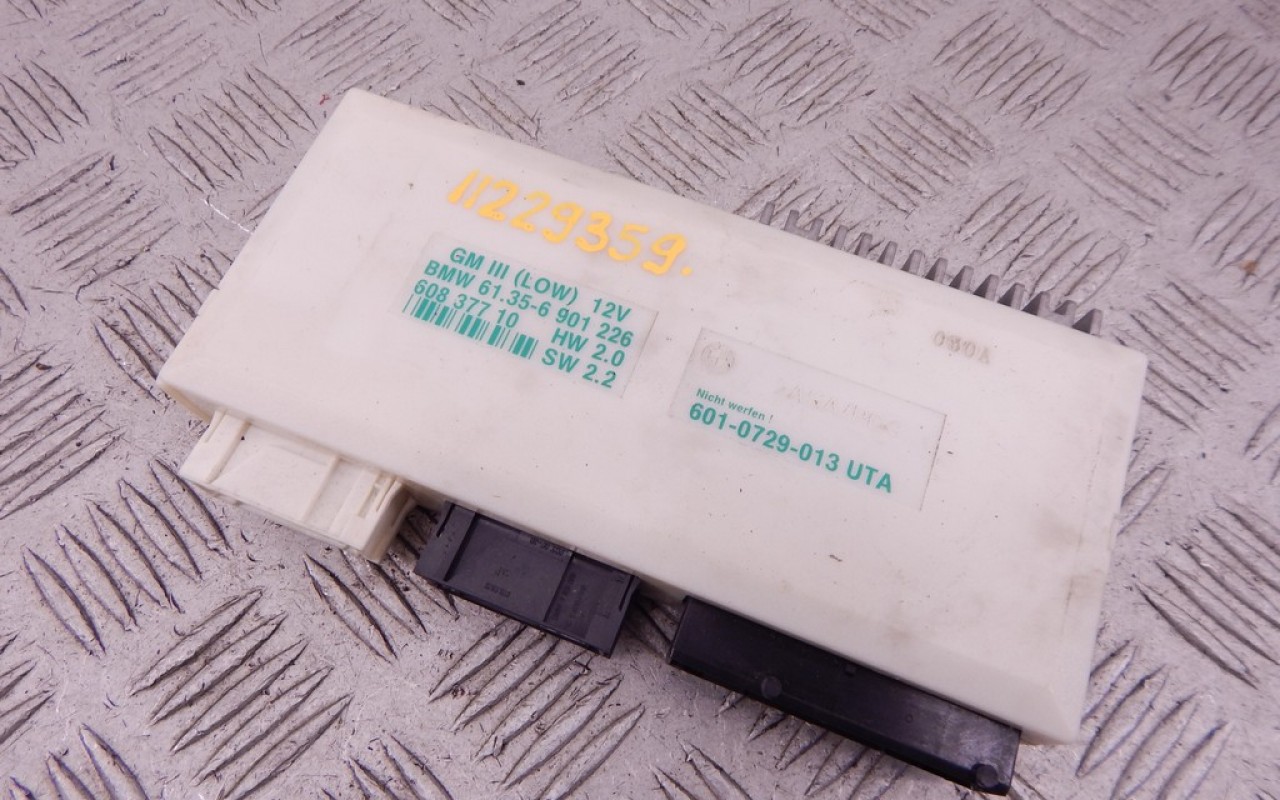 11229359.
GM III (LOW) 12V
BMW 61.35-6 901 226
608 377 10 HW 2.0
SW 2.2
Nicht werfen !
601-0729-013 UTA